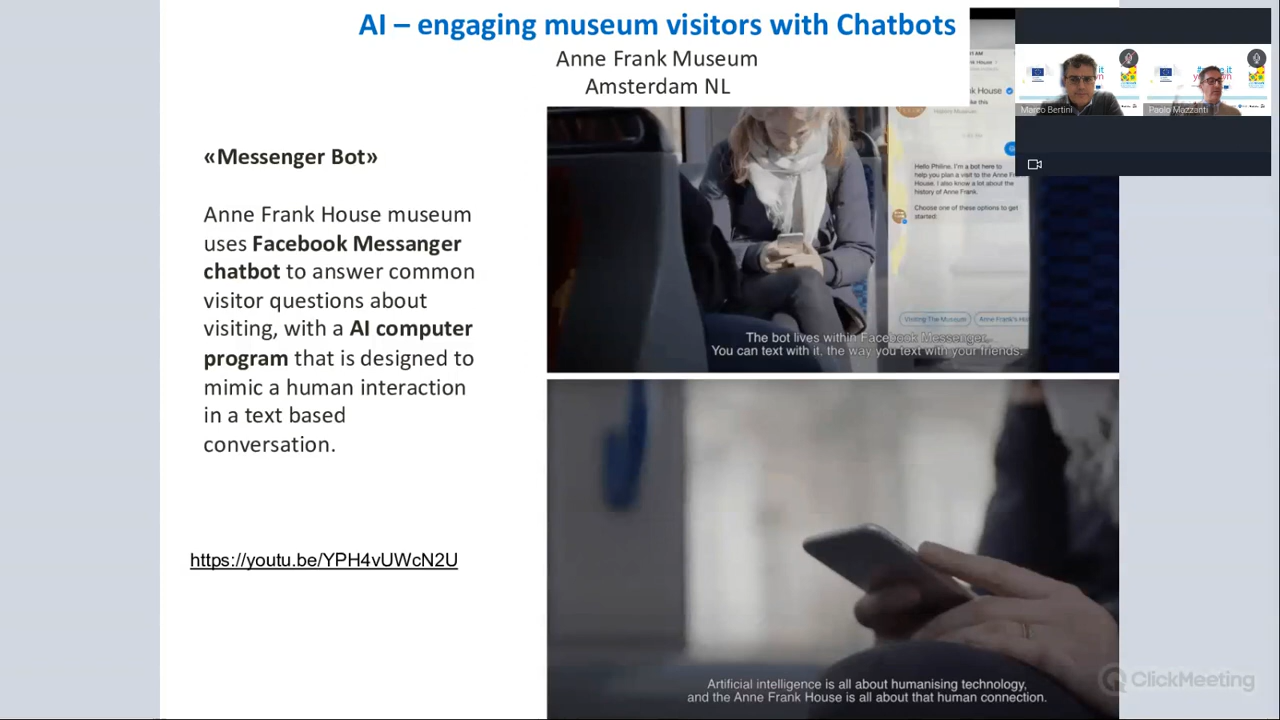 AI – engaging museum visitors with Chatbots
Anne Frank Museum
Amsterdam NL
«Messenger Bot»
Anne Frank House museum
uses Facebook Messanger
chatbot to answer common
visitor questions about
visiting, with a AI computer
program that is designed to
mimic a human interaction
in a text based
conversation.
https://youtu.be/YPH4vUWcN2U
House
Hello Philine. I'm a bot here to
help you plan a visit to the Anne
House. I also know a lot about the
history of Anne Frank.
Choose one of these options to get
started:
Visiting The Museum
Anne Frank's
The bot lives within Facebook Messenger.
You can text with it, the way you text with your friends.
Artificial intelligence is all about humanising technology,
and the Anne Frank House is all about that human connection.
Marco Bertini
Paolo Mazzanti
ClickMeeting